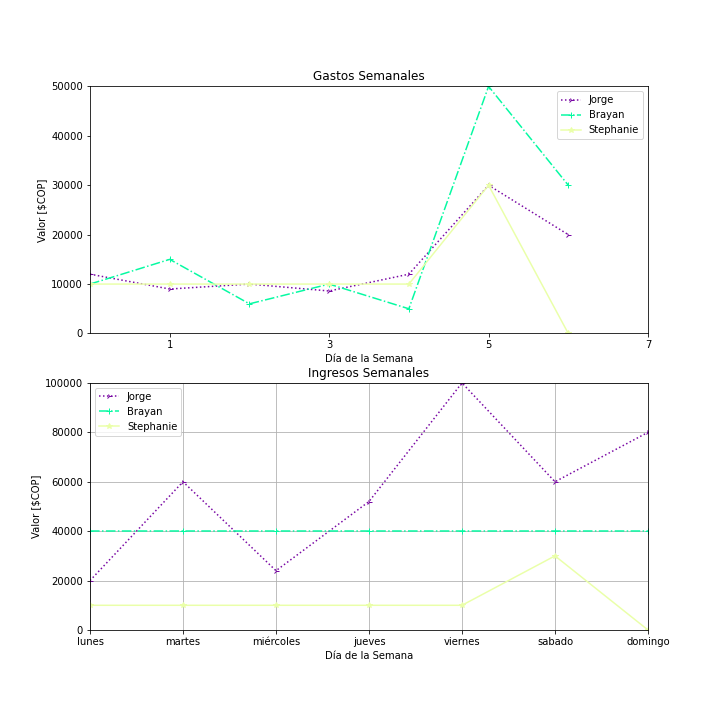 Gastos Semanales
50000
40000
30000
20000
10000
0
Valor [$COP]
Jorge
Brayan
Stephanie
1
3
5
7
Día de la Semana
Ingresos Semanales
100000
80000
60000
40000
20000
0
Valor [$COP]
Jorge
Brayan
Stephanie
lunes
martes
miércoles
jueves
viernes
sabado
domingo
Día de la Semana